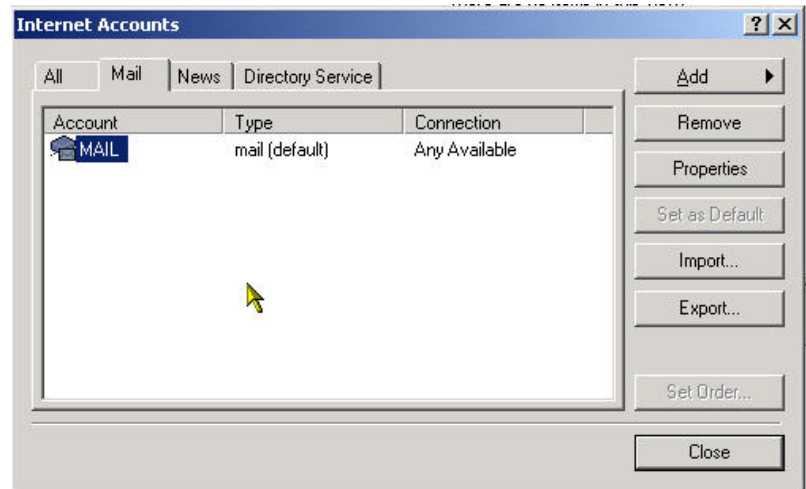 Internet Accounts
All Mail News Directory Service
Add
Account Type Connection
Remove
MAIL mail (default) Any Available
Properties
Set as Default
Import...
Export...
Set Order...
Close